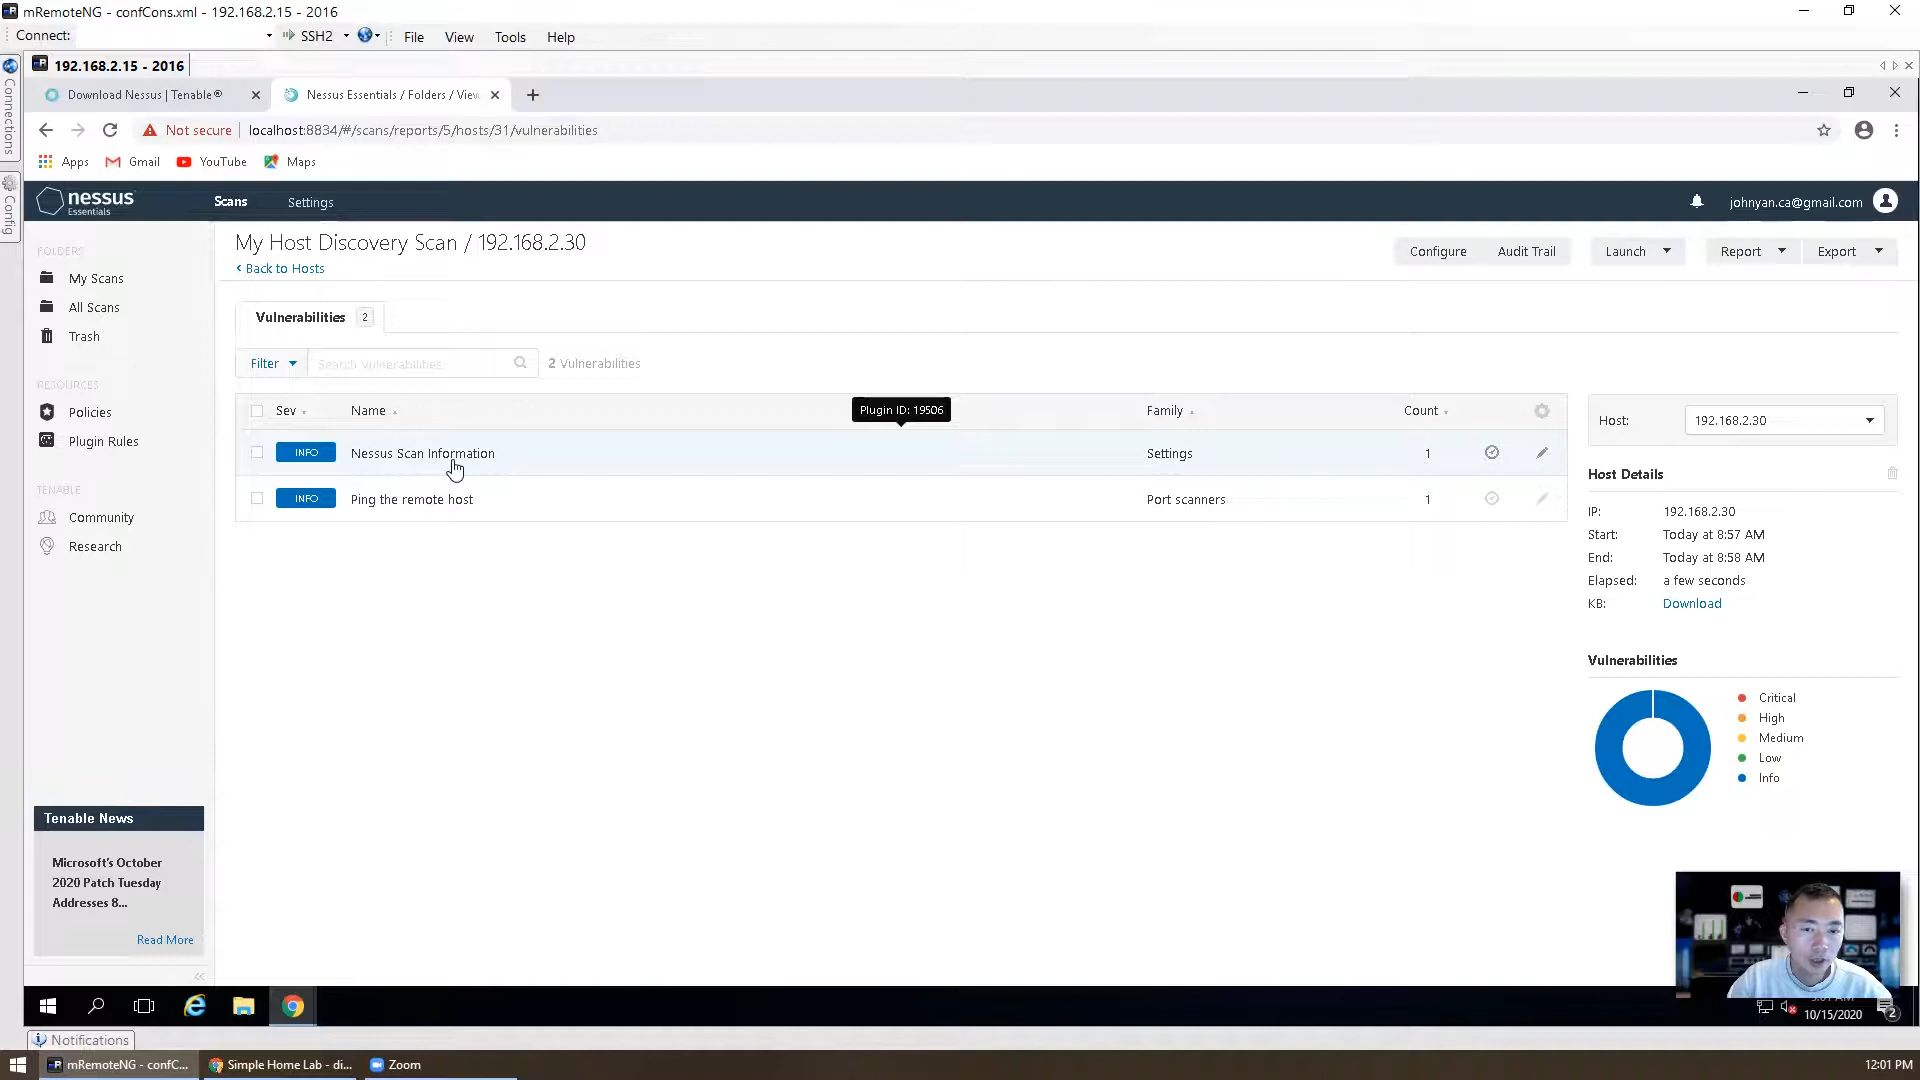 mRemoteNG - confCons.xml - 192.168.2.15 - 2016
Connect: SSH2 File View Tools Help
192.168.2.15 - 2016
Connections
Config
Download Nessus | Tenable®
Nessus Essentials / Folders / View
Not secure localhost:8834/#/scans/reports/5/hosts/31/vulnerabilities
Apps Gmail YouTube Maps
nessus
Essentials
Scans Settings
johnyan.ca@gmail.com
FOLDERS
My Scans
All Scans
Trash
RESOURCES
Policies
Plugin Rules
TENABLE
Community
Research
Tenable News
Microsoft's October
2020 Patch Tuesday
Addresses 8...
Read More
My Host Discovery Scan / 192.168.2.30
Back to Hosts
Configure Audit Trail Launch Report Export
Vulnerabilities 2
Filter Search Vulnerabilities 2 Vulnerabilities
Sev Name Family Count
Plugin ID: 19506
INFO Nessus Scan Information Settings 1
INFO Ping the remote host Port scanners 1
Host: 192.168.2.30
Host Details
IP: 192.168.2.30
Start: Today at 8:57 AM
End: Today at 8:58 AM
Elapsed: a few seconds
KB: Download
Vulnerabilities
Critical
High
Medium
Low
Info
10/15/2020
2
Notifications
mRemoteNG - confC...
Simple Home Lab - di...
Zoom
12:01 PM